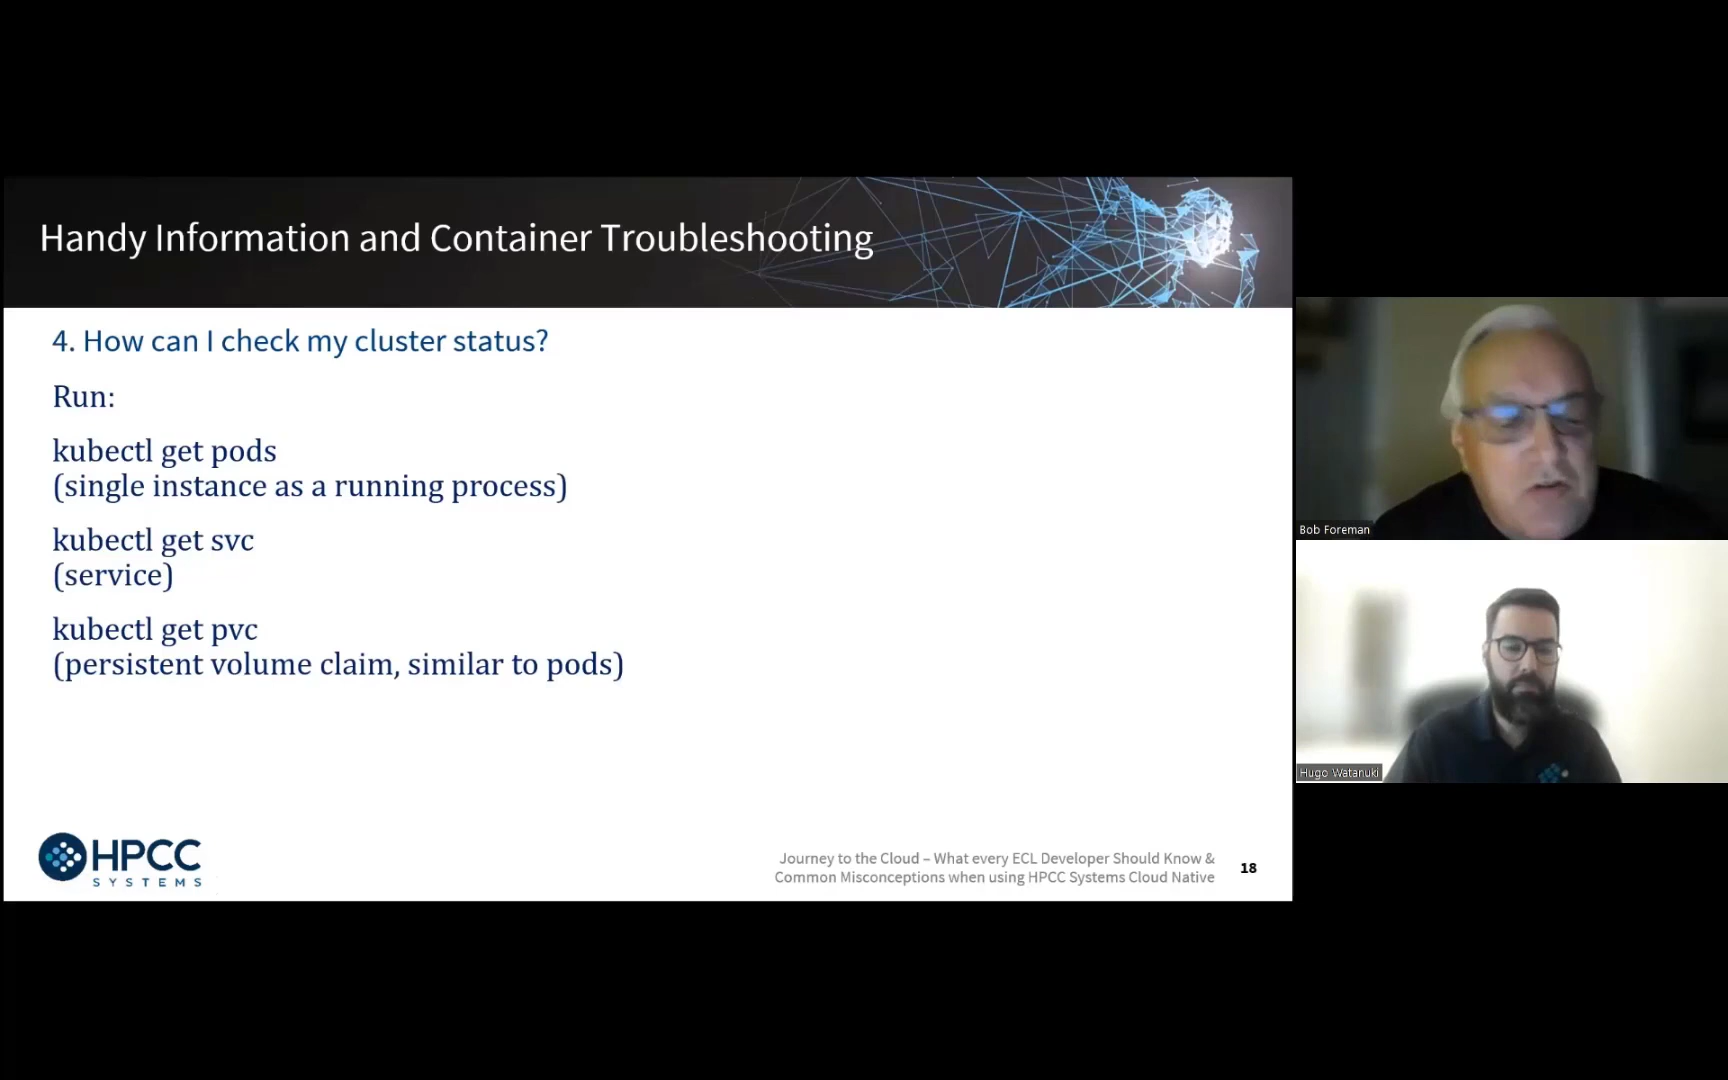 Handy Information and Container Troubleshooting
4. How can I check my cluster status?
Run:
kubectl get pods
(single instance as a running process)
kubectl get svc
(service)
kubectl get pvc
(persistent volume claim, similar to pods)
HPCC
SYSTEMS
Journey to the Cloud – What every ECL Developer Should Know &
Common Misconceptions when using HPCC Systems Cloud Native
18
Bob Foreman
Hugo Watanuki